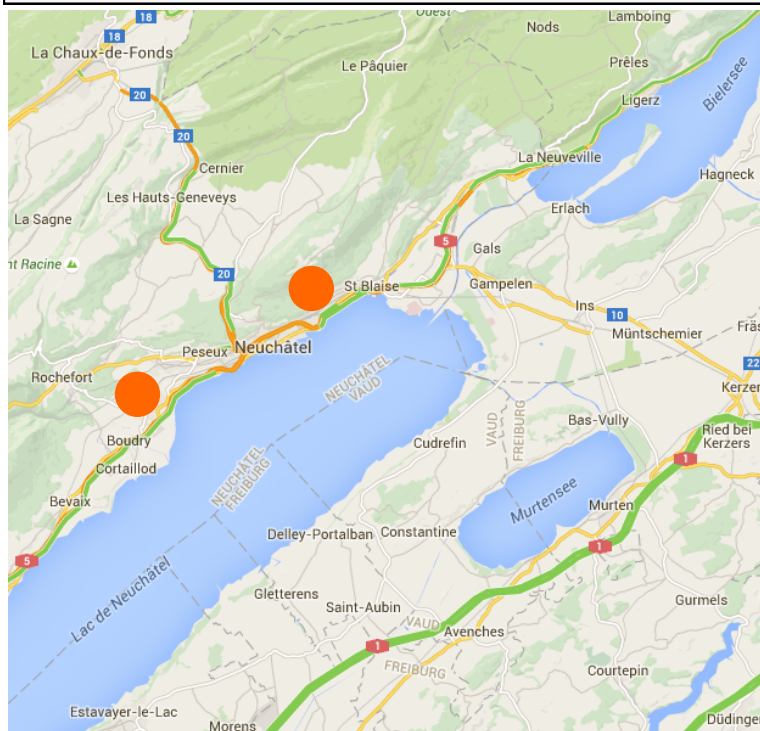 Ouest
Lamboing
18
18
Nods
La Chaux-de-Fonds
Le Pâquier
Prêles
20
Ligerz
Bielersee
20
La Neuveville
Cernier
Hagneck
Les Hauts-Geneveys
Erlach
La Sagne
5
Gals
nt Racine
20
St Blaise
Gampelen
Ins
10
Müntschemier
Fräs
Neuchâtel
Peseux
22
Rochefort
NEUCHÂTEL
VAUD
Kerzer
Bas-Vully
VAUD
FREIBURG
Ried bei
Kerzers
Boudry
Cudrefin
1
Cortaillod
NEUCHÂTEL
FREIBURG
Bevaix
Murtensee
Murten
Delley-Portalban
Constantine
1
5
Lac de Neuchâtel
Gletterens
Saint-Aubin
Gurmels
VAUD
Avenches
1
FREIBURG
Courtepin
Estavayer-le-Lac
Morens
Düdinge